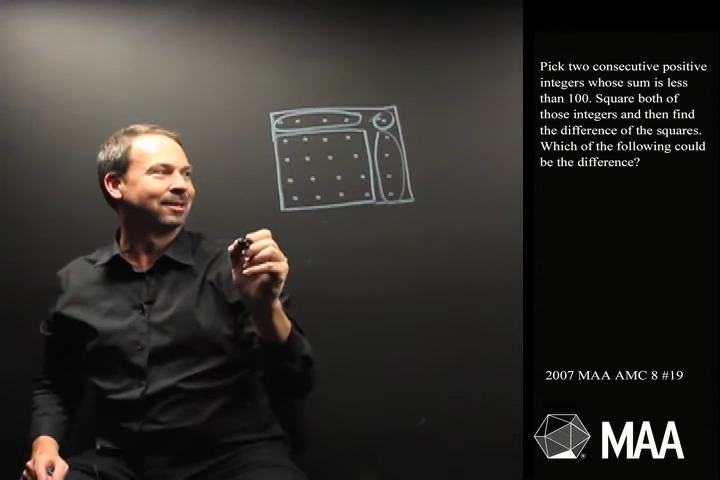 Pick two consecutive positive
integers whose sum is less
than 100. Square both of
those integers and then find
the difference of the squares.
Which of the following could
be the difference?
2007 MAA AMC 8 #19
MAA